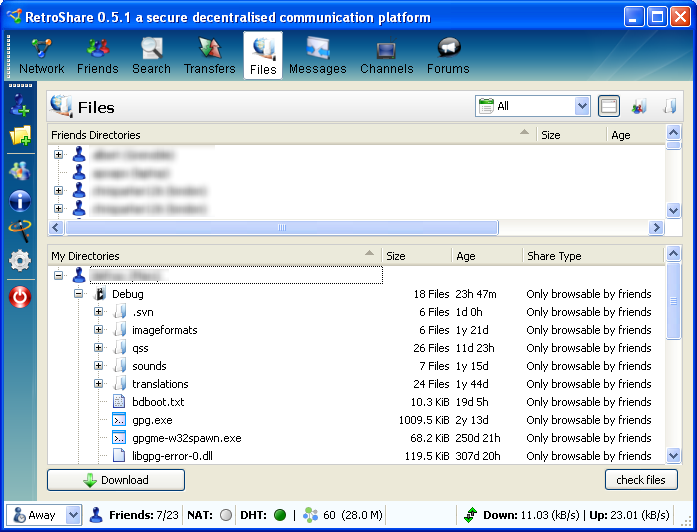 RetroShare 0.5.1 a secure decentralised communication platform
Network Friends Search Transfers Files Messages Channels Forums
Files All
Friends Directories Size Age
My Directories Size Age Share Type
Debug 18 Files 23h 47m Only browsable by friends
.svn 6 Files 1d 0h Only browsable by friends
imageformats 6 Files 1y 21d Only browsable by friends
qss 26 Files 11d 23h Only browsable by friends
sounds 7 Files 1y 15d Only browsable by friends
translations 24 Files 1y 44d Only browsable by friends
bdboot.txt 10.3 KiB 19d 5h Only browsable by friends
gpg.exe 1009.5 KiB 2y 13d Only browsable by friends
gpgme-w32spawn.exe 68.2 KiB 250d 21h Only browsable by friends
libgpg-error-0.dll 119.5 KiB 307d 20h Only browsable by friends
Download check files
Away Friends: 7/23 NAT: DHT: | 60 (28.0 M) Down: 11.03 (kB/s) | Up: 23.01 (kB/s)